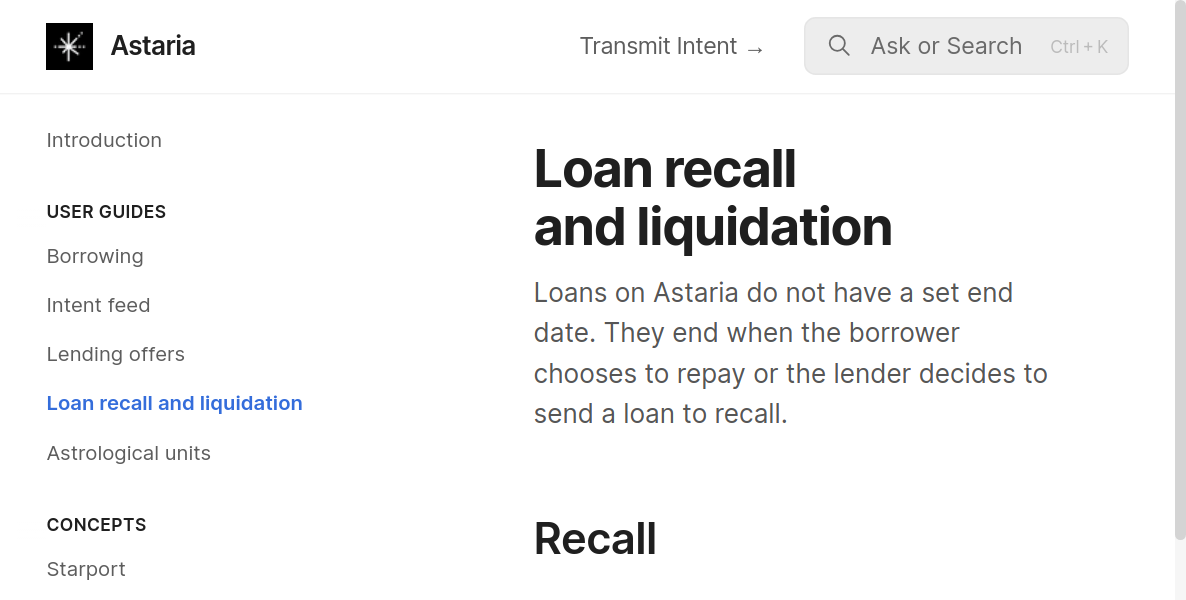 Astaria
Transmit Intent →
Ask or Search Ctrl + K
Introduction
USER GUIDES
Borrowing
Intent feed
Lending offers
Loan recall and liquidation
Astrological units
CONCEPTS
Starport
Loan recall
and liquidation
Loans on Astaria do not have a set end
date. They end when the borrower
chooses to repay or the lender decides to
send a loan to recall.
Recall